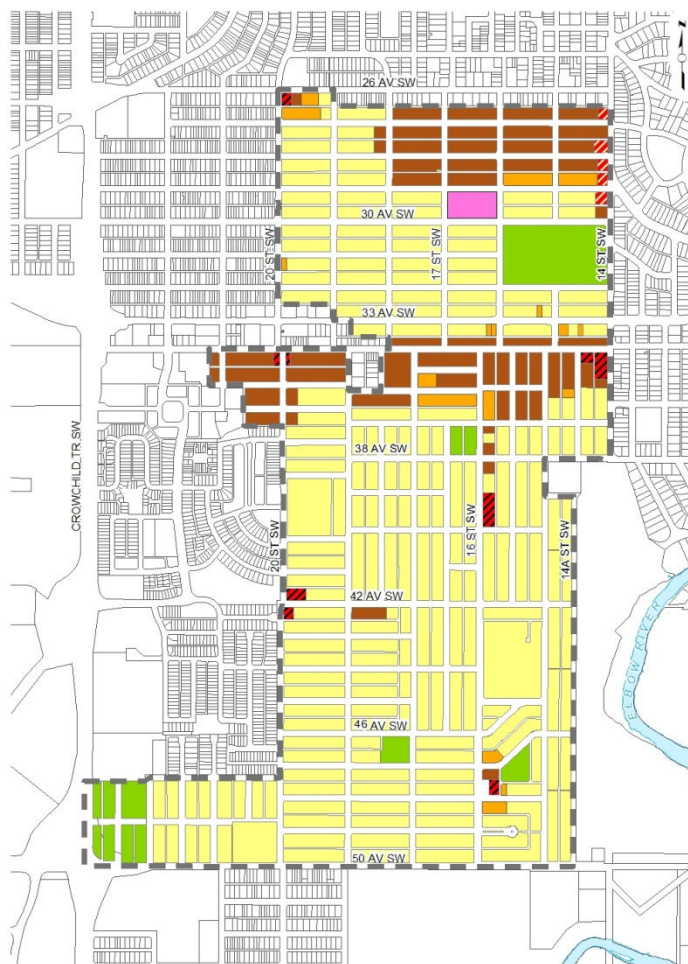 26 AV SW
30 AV SW
20 ST SW
17 ST SW
14 ST SW
33 AV SW
38 AV SW
CROWCHILD TR SW
20 ST SW
16 ST SW
14A ST SW
42 AV SW
ELBOW RIVER
46 AV SW
50 AV SW